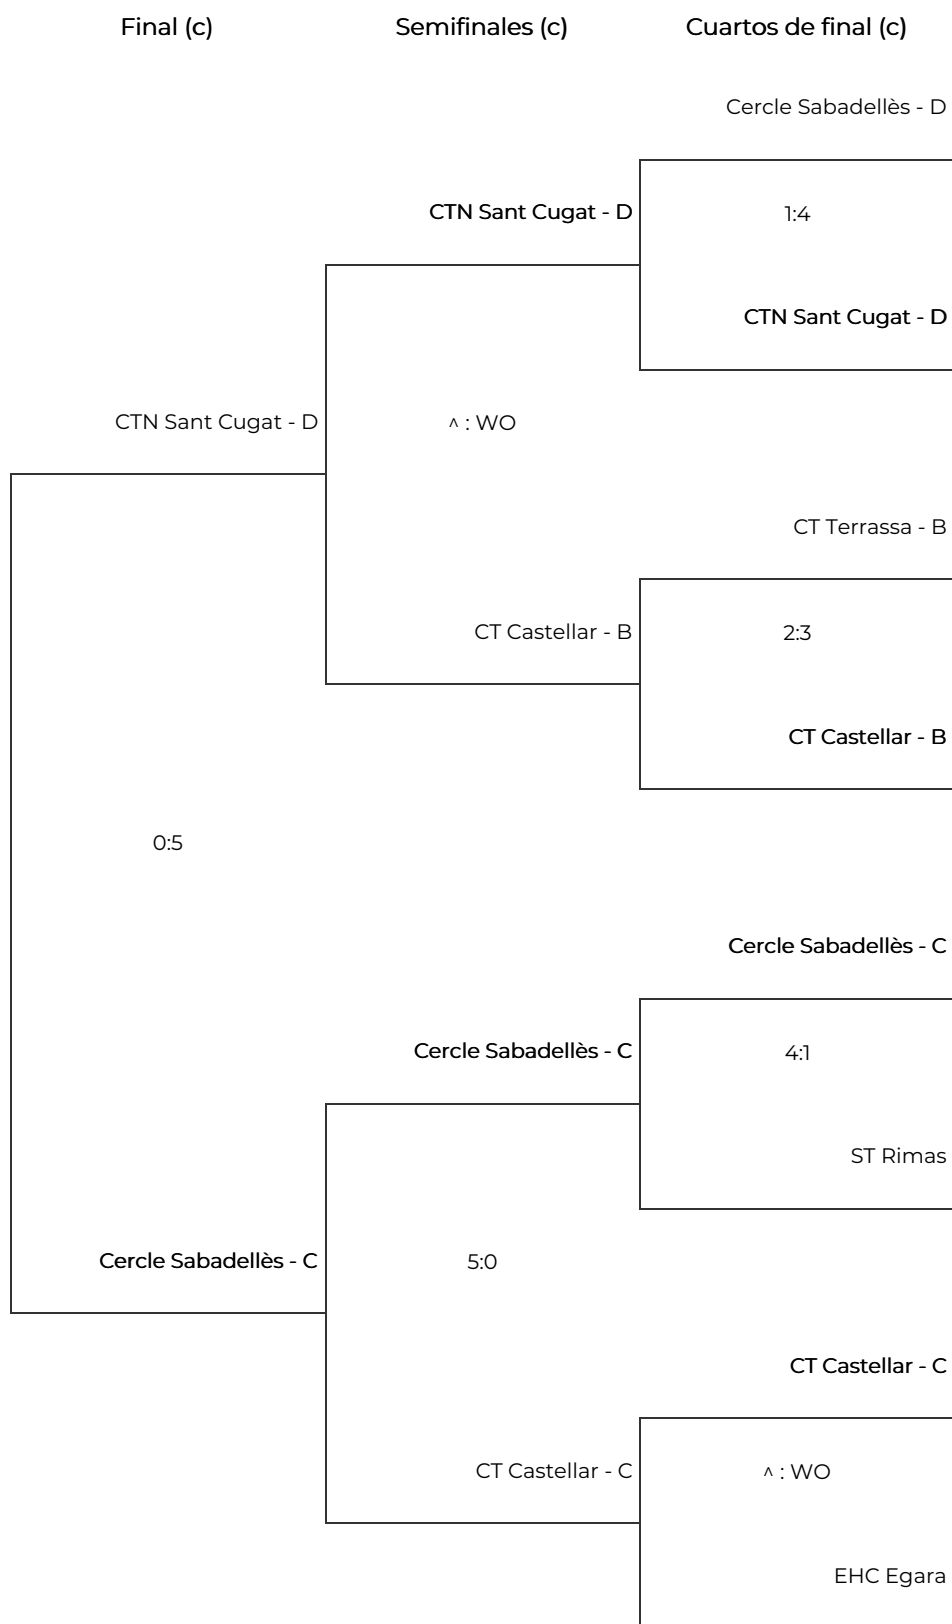 Final (c)
Semifinales (c)
Cuartos de final (c)
Cercle Sabadellès - D
CTN Sant Cugat - D
1:4
CTN Sant Cugat - D
CTN Sant Cugat - D
^ : WO
CT Terrassa - B
CT Castellar - B
2:3
CT Castellar - B
0:5
Cercle Sabadellès - C
Cercle Sabadellès - C
4:1
ST Rimas
Cercle Sabadellès - C
5:0
CT Castellar - C
CT Castellar - C
^ : WO
EHC Egara